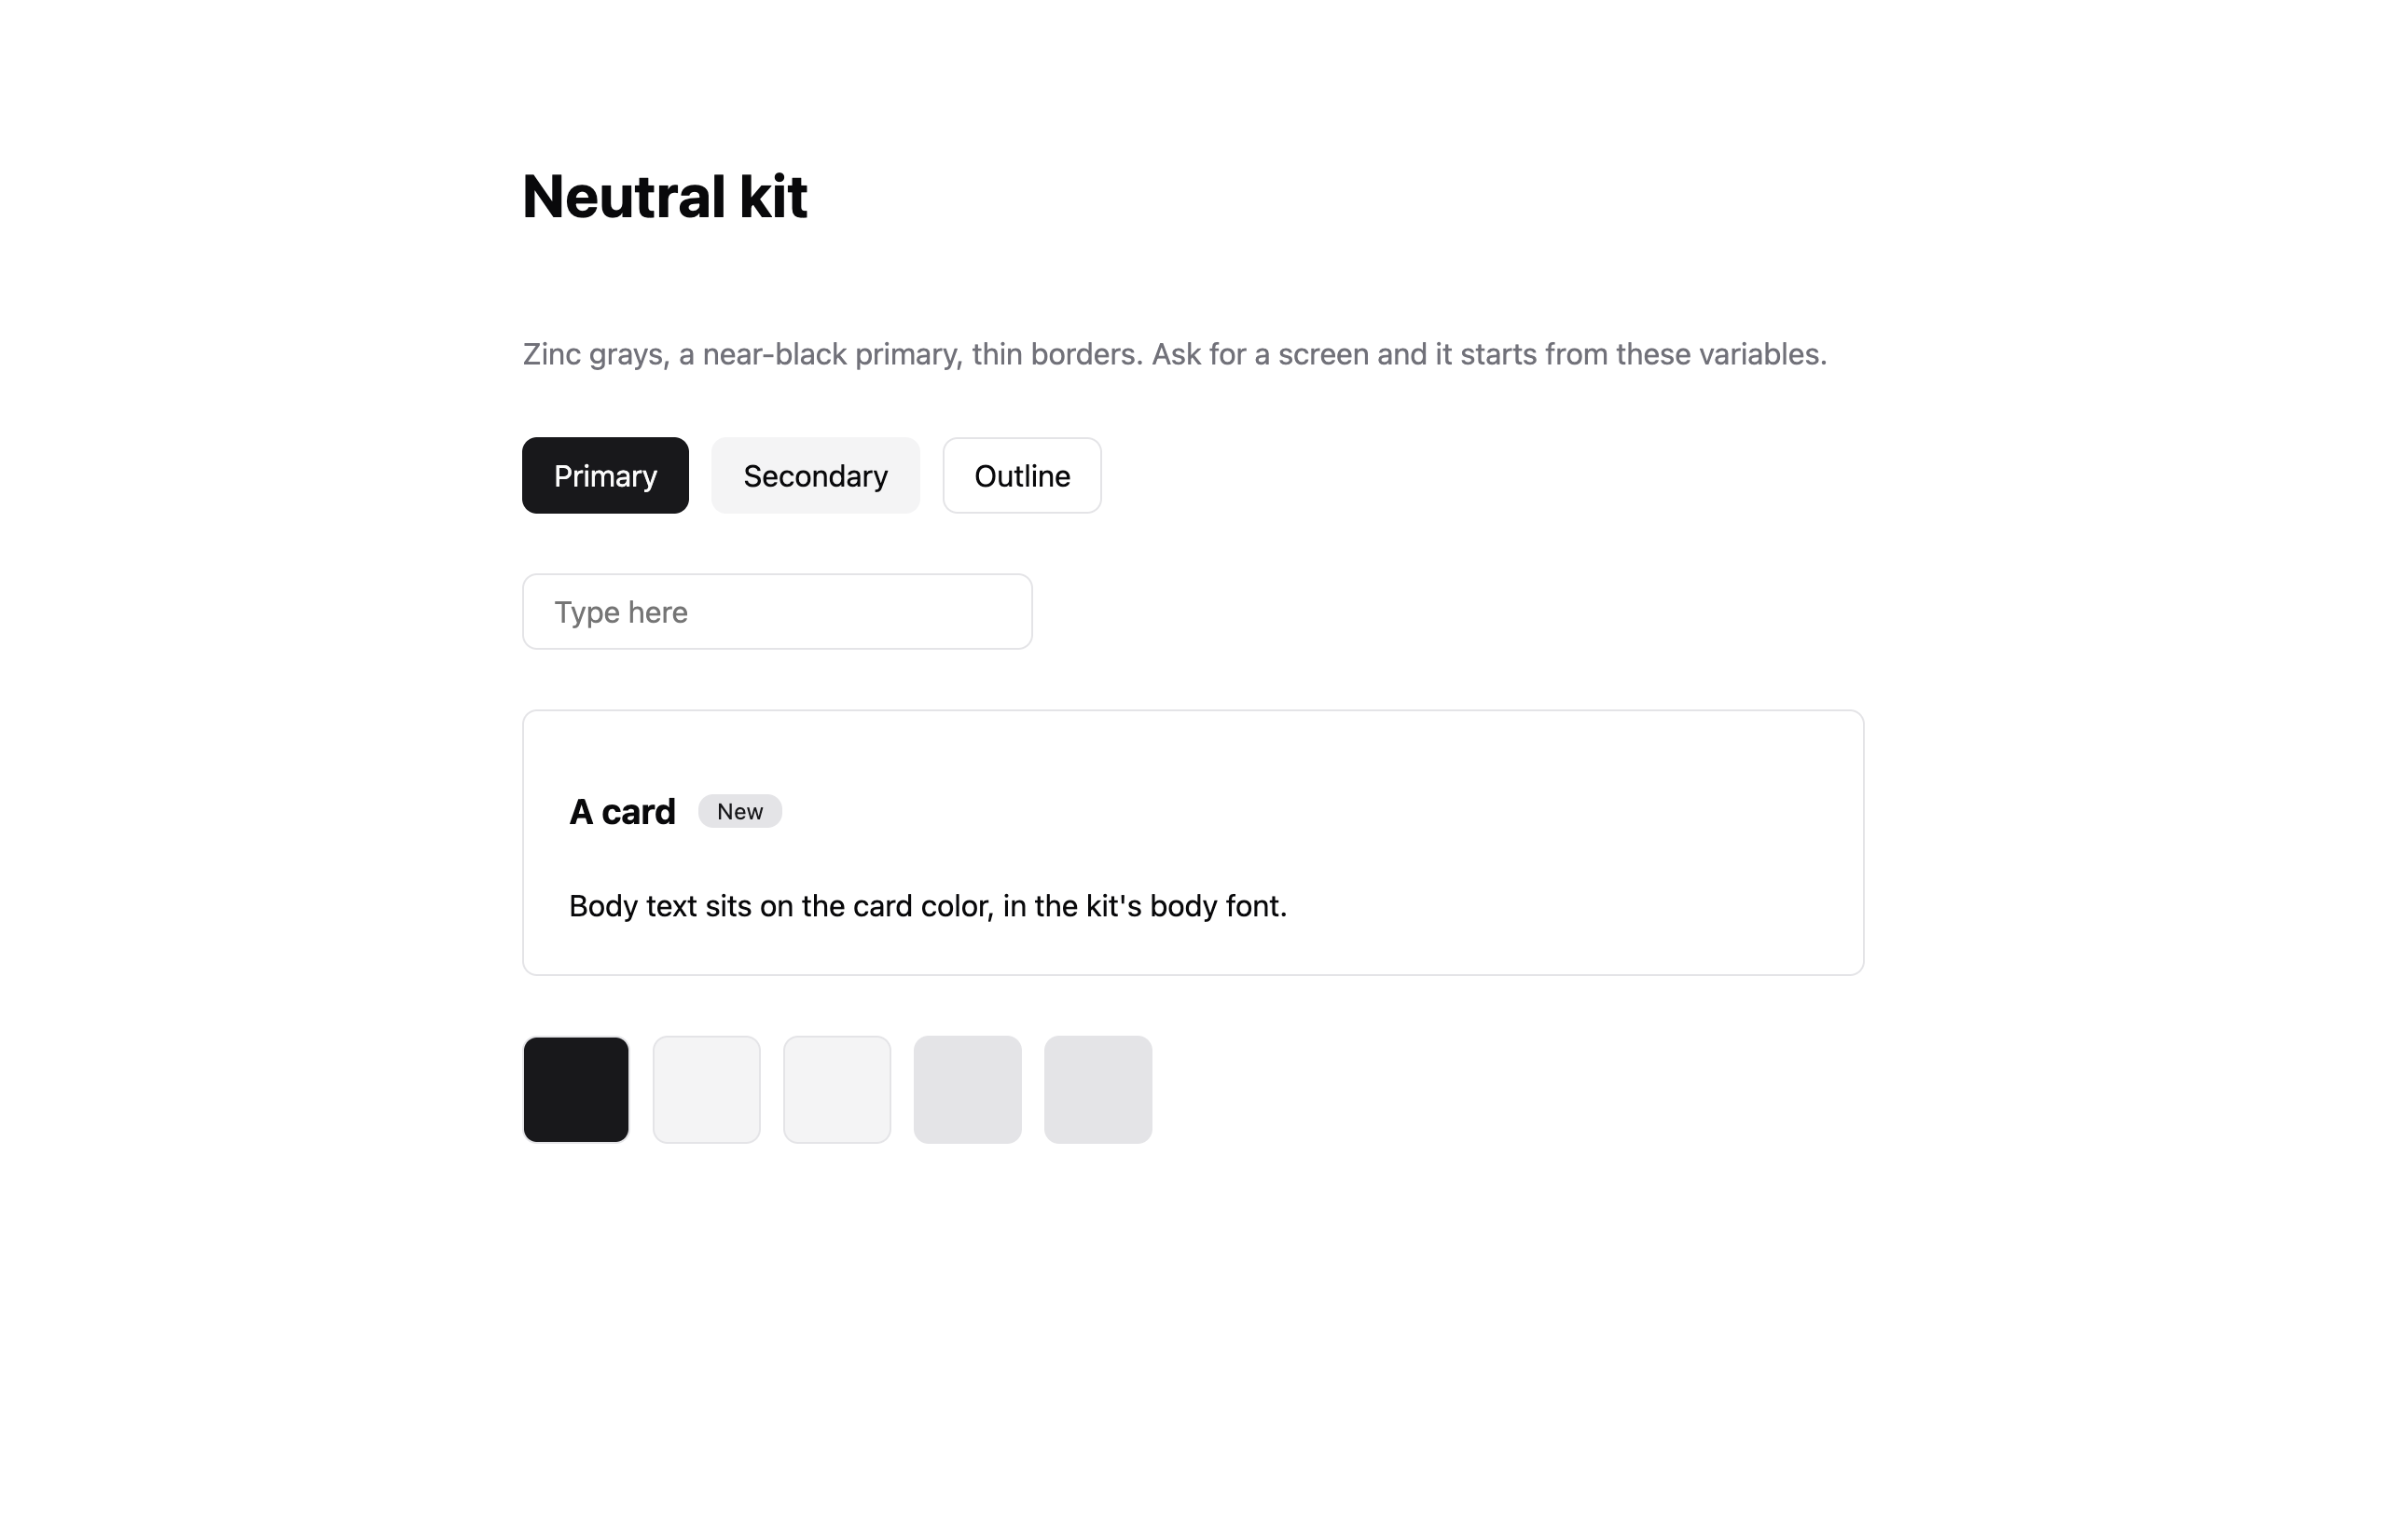 Neutral kit
Zinc grays, a near-black primary, thin borders. Ask for a screen and it starts from these variables.
Primary
Secondary
Outline
Type here
A card
New
Body text sits on the card color, in the kit's body font.